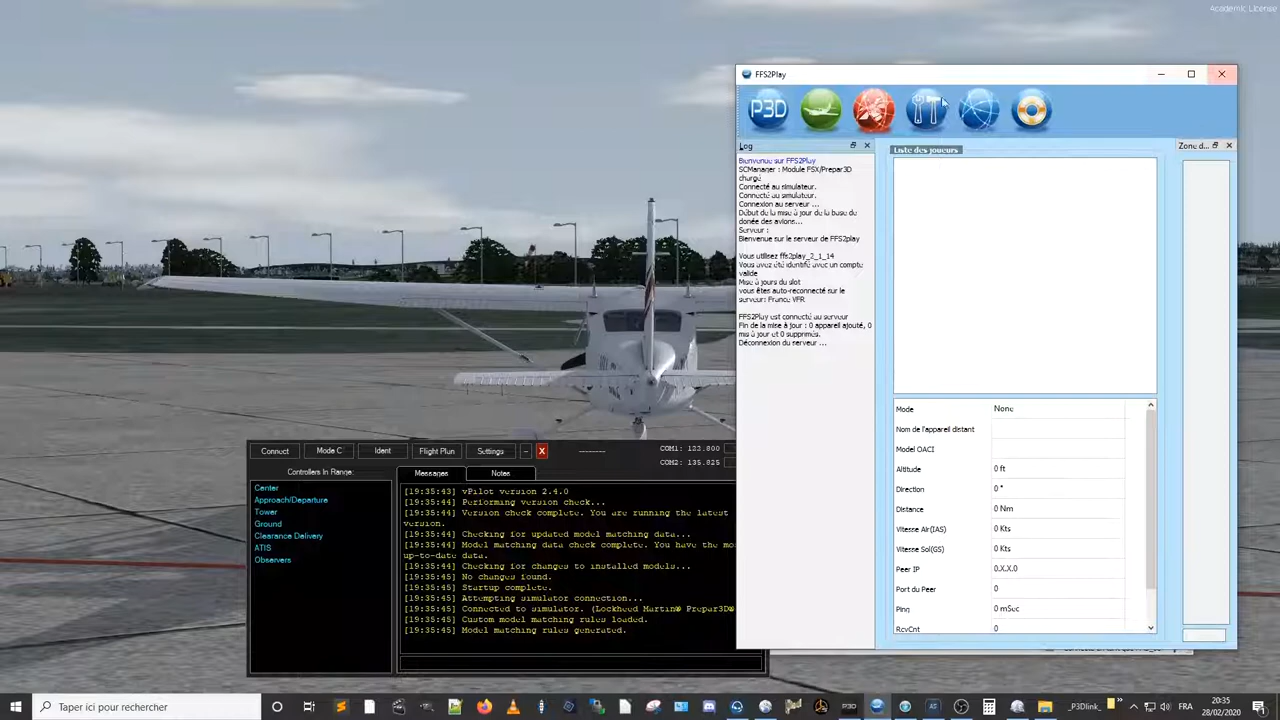 Academic License
FFS2Play
P3D
Log
Bienvenue sur FFS2Play
SCManager : Module FSX/Prepar3D
chargé
Connecté au simulateur.
Connecté au simulateur.
Connexion au serveur ...
Début de la mise à jour de la base de
donée des avions...
Serveur :
Bienvenue sur le serveur de FFS2play
Vous utilisez ffs2play_2_1_14
Vous avez été identifié avec un compte
valide
Mise à jours du slot
vous êtes auto-reconnecté sur le
serveur: France VFR
FFS2Play est connecté au serveur
Fin de la mise à jour : 0 appareil ajouté, 0
mis à jour et 0 supprimés.
Déconnexion du serveur ...
Liste des joueurs
Zone d...
Mode None
Nom de l'appareil distant
Model OACI
Altitude 0 ft
Direction 0 °
Distance 0 Nm
Vitesse Air(IAS) 0 Kts
Vitesse Sol(GS) 0 Kts
Peer IP 0.X.X.0
Port du Peer 0
Ping 0 mSec
RcvCnt 0
Connect Mode C Ident Flight Plan Settings – X -------- COM1: 122.800
COM2: 135.825
Controllers In Range:
Messages Notes
Center
Approach/Departure
Tower
Ground
Clearance Delivery
ATIS
Observers
[19:35:43] vPilot version 2.4.0
[19:35:44] Performing version check...
[19:35:44] Version check complete. You are running the latest
version.
[19:35:44] Checking for updated model matching data...
[19:35:44] Model matching data check complete. You have the mos
up-to-date data.
[19:35:44] Checking for changes to installed models...
[19:35:45] No changes found.
[19:35:45] Startup complete.
[19:35:45] Attempting simulator connection...
[19:35:45] Connected to simulator. (Lockheed Martin® Prepar3D®
[19:35:45] Custom model matching rules loaded.
[19:35:45] Model matching rules generated.
Taper ici pour rechercher
P3D
AS
_P3Dlink_
FRA
20:35
28/02/2020